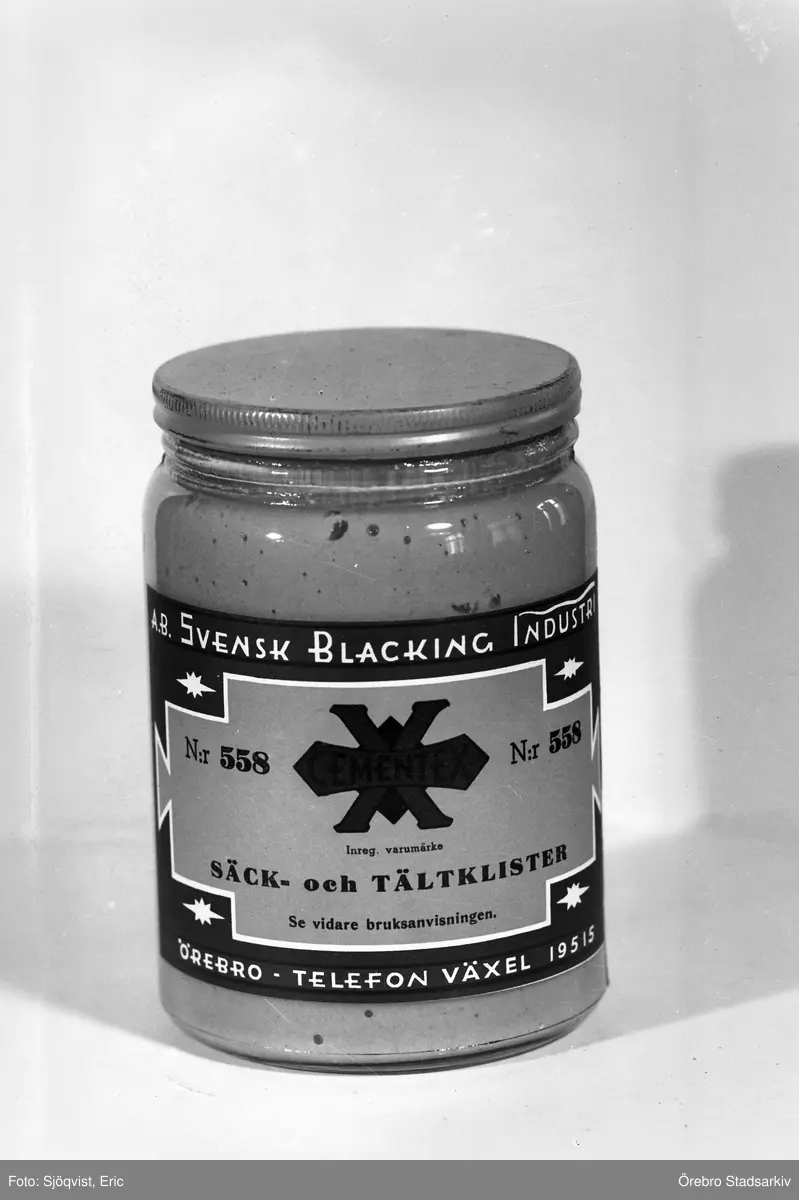 A.B. SVENSK BLACKING INDUSTRI
N:r 558
CEMENTEX
N:r 558
Inreg. varumärke
SÄCK- och TÄLTKLISTER
Se vidare bruksanvisningen.
ÖREBRO - TELEFON VÄXEL 19515
Foto: Sjöqvist, Eric
Örebro Stadsarkiv